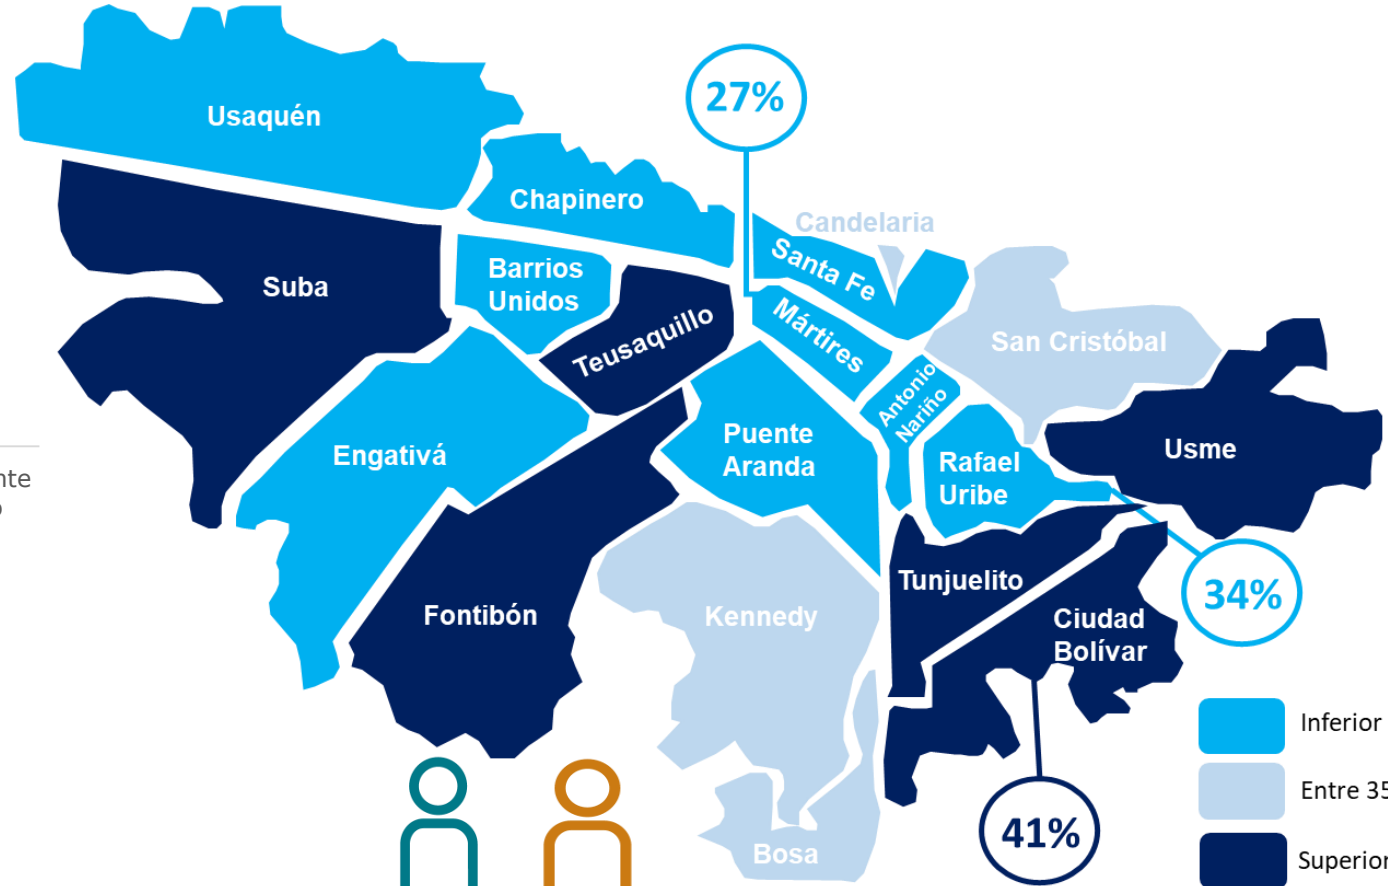 27%
Usaquén
Chapinero
Candelaria
Santa Fe
Barrios
Unidos
Suba
Teusaquillo
Mártires
San Cristóbal
Antonio
Nariño
Engativá
Puente
Aranda
Rafael
Uribe
Usme
Tunjuelito
34%
Fontibón
Kennedy
Ciudad
Bolívar
Inferior
Entre 35
41%
Superior
Bosa